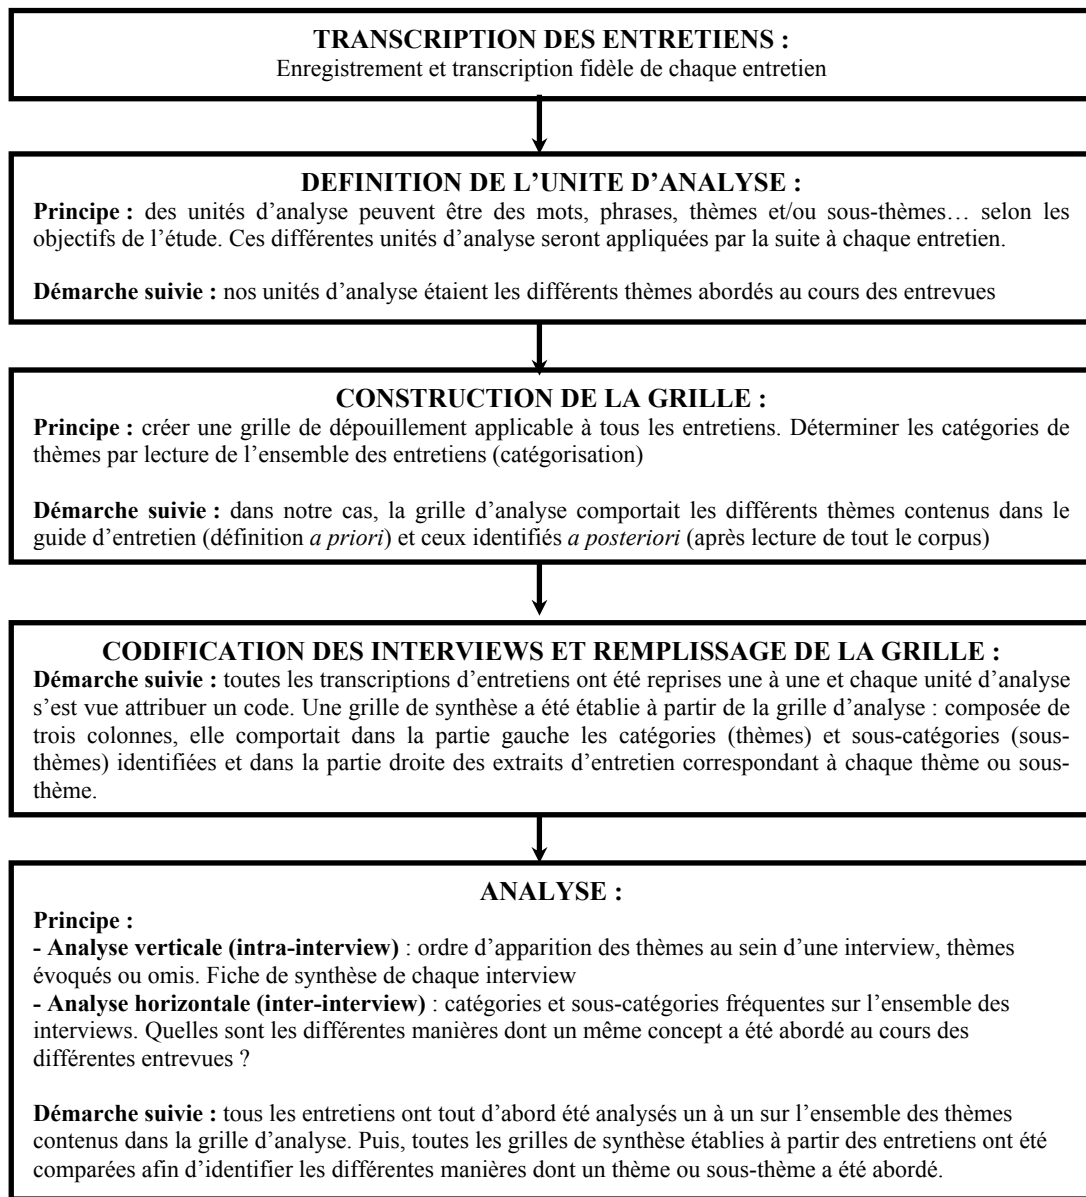 TRANSCRIPTION DES ENTRETIENS :
Enregistrement et transcription fidèle de chaque entretien
DEFINITION DE L’UNITE D’ANALYSE :
Principe : des unités d’analyse peuvent être des mots, phrases, thèmes et/ou sous-thèmes… selon les
objectifs de l’étude. Ces différentes unités d’analyse seront appliquées par la suite à chaque entretien.
Démarche suivie : nos unités d’analyse étaient les différents thèmes abordés au cours des entrevues
CONSTRUCTION DE LA GRILLE :
Principe : créer une grille de dépouillement applicable à tous les entretiens. Déterminer les catégories de
thèmes par lecture de l’ensemble des entretiens (catégorisation)
Démarche suivie : dans notre cas, la grille d’analyse comportait les différents thèmes contenus dans le
guide d’entretien (définition a priori) et ceux identifiés a posteriori (après lecture de tout le corpus)
CODIFICATION DES INTERVIEWS ET REMPLISSAGE DE LA GRILLE :
Démarche suivie : toutes les transcriptions d’entretiens ont été reprises une à une et chaque unité d’analyse
s’est vue attribuer un code. Une grille de synthèse a été établie à partir de la grille d’analyse : composée de
trois colonnes, elle comportait dans la partie gauche les catégories (thèmes) et sous-catégories (sous-
thèmes) identifiées et dans la partie droite des extraits d’entretien correspondant à chaque thème ou sous-
thème.
ANALYSE :
Principe :
- Analyse verticale (intra-interview) : ordre d’apparition des thèmes au sein d’une interview, thèmes
évoqués ou omis. Fiche de synthèse de chaque interview
- Analyse horizontale (inter-interview) : catégories et sous-catégories fréquentes sur l’ensemble des
interviews. Quelles sont les différentes manières dont un même concept a été abordé au cours des
différentes entrevues ?
Démarche suivie : tous les entretiens ont tout d’abord été analysés un à un sur l’ensemble des thèmes
contenus dans la grille d’analyse. Puis, toutes les grilles de synthèse établies à partir des entretiens ont été
comparées afin d’identifier les différentes manières dont un thème ou sous-thème a été abordé.